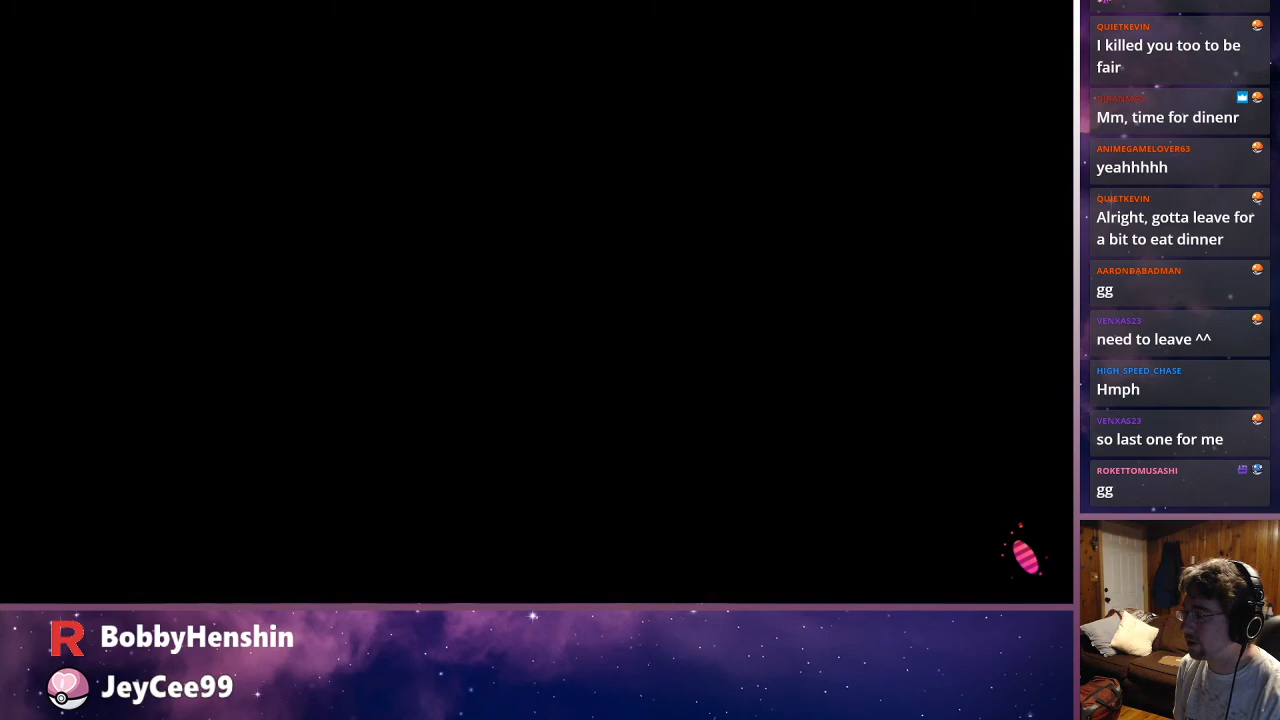 QUIETKEVIN
I killed you too to be
fair
Mm, time for dinenr
ANIMEGAMELOVER63
yeahhhhh
QUIETKEVIN
Alright, gotta leave for
a bit to eat dinner
AARONDABADMAN
gg
VENXAS23
need to leave ^^
HIGH_SPEED_CHASE
Hmph
VENXAS23
so last one for me
ROKETTOMUSASHI
gg
R BobbyHenshin
JeyCee99